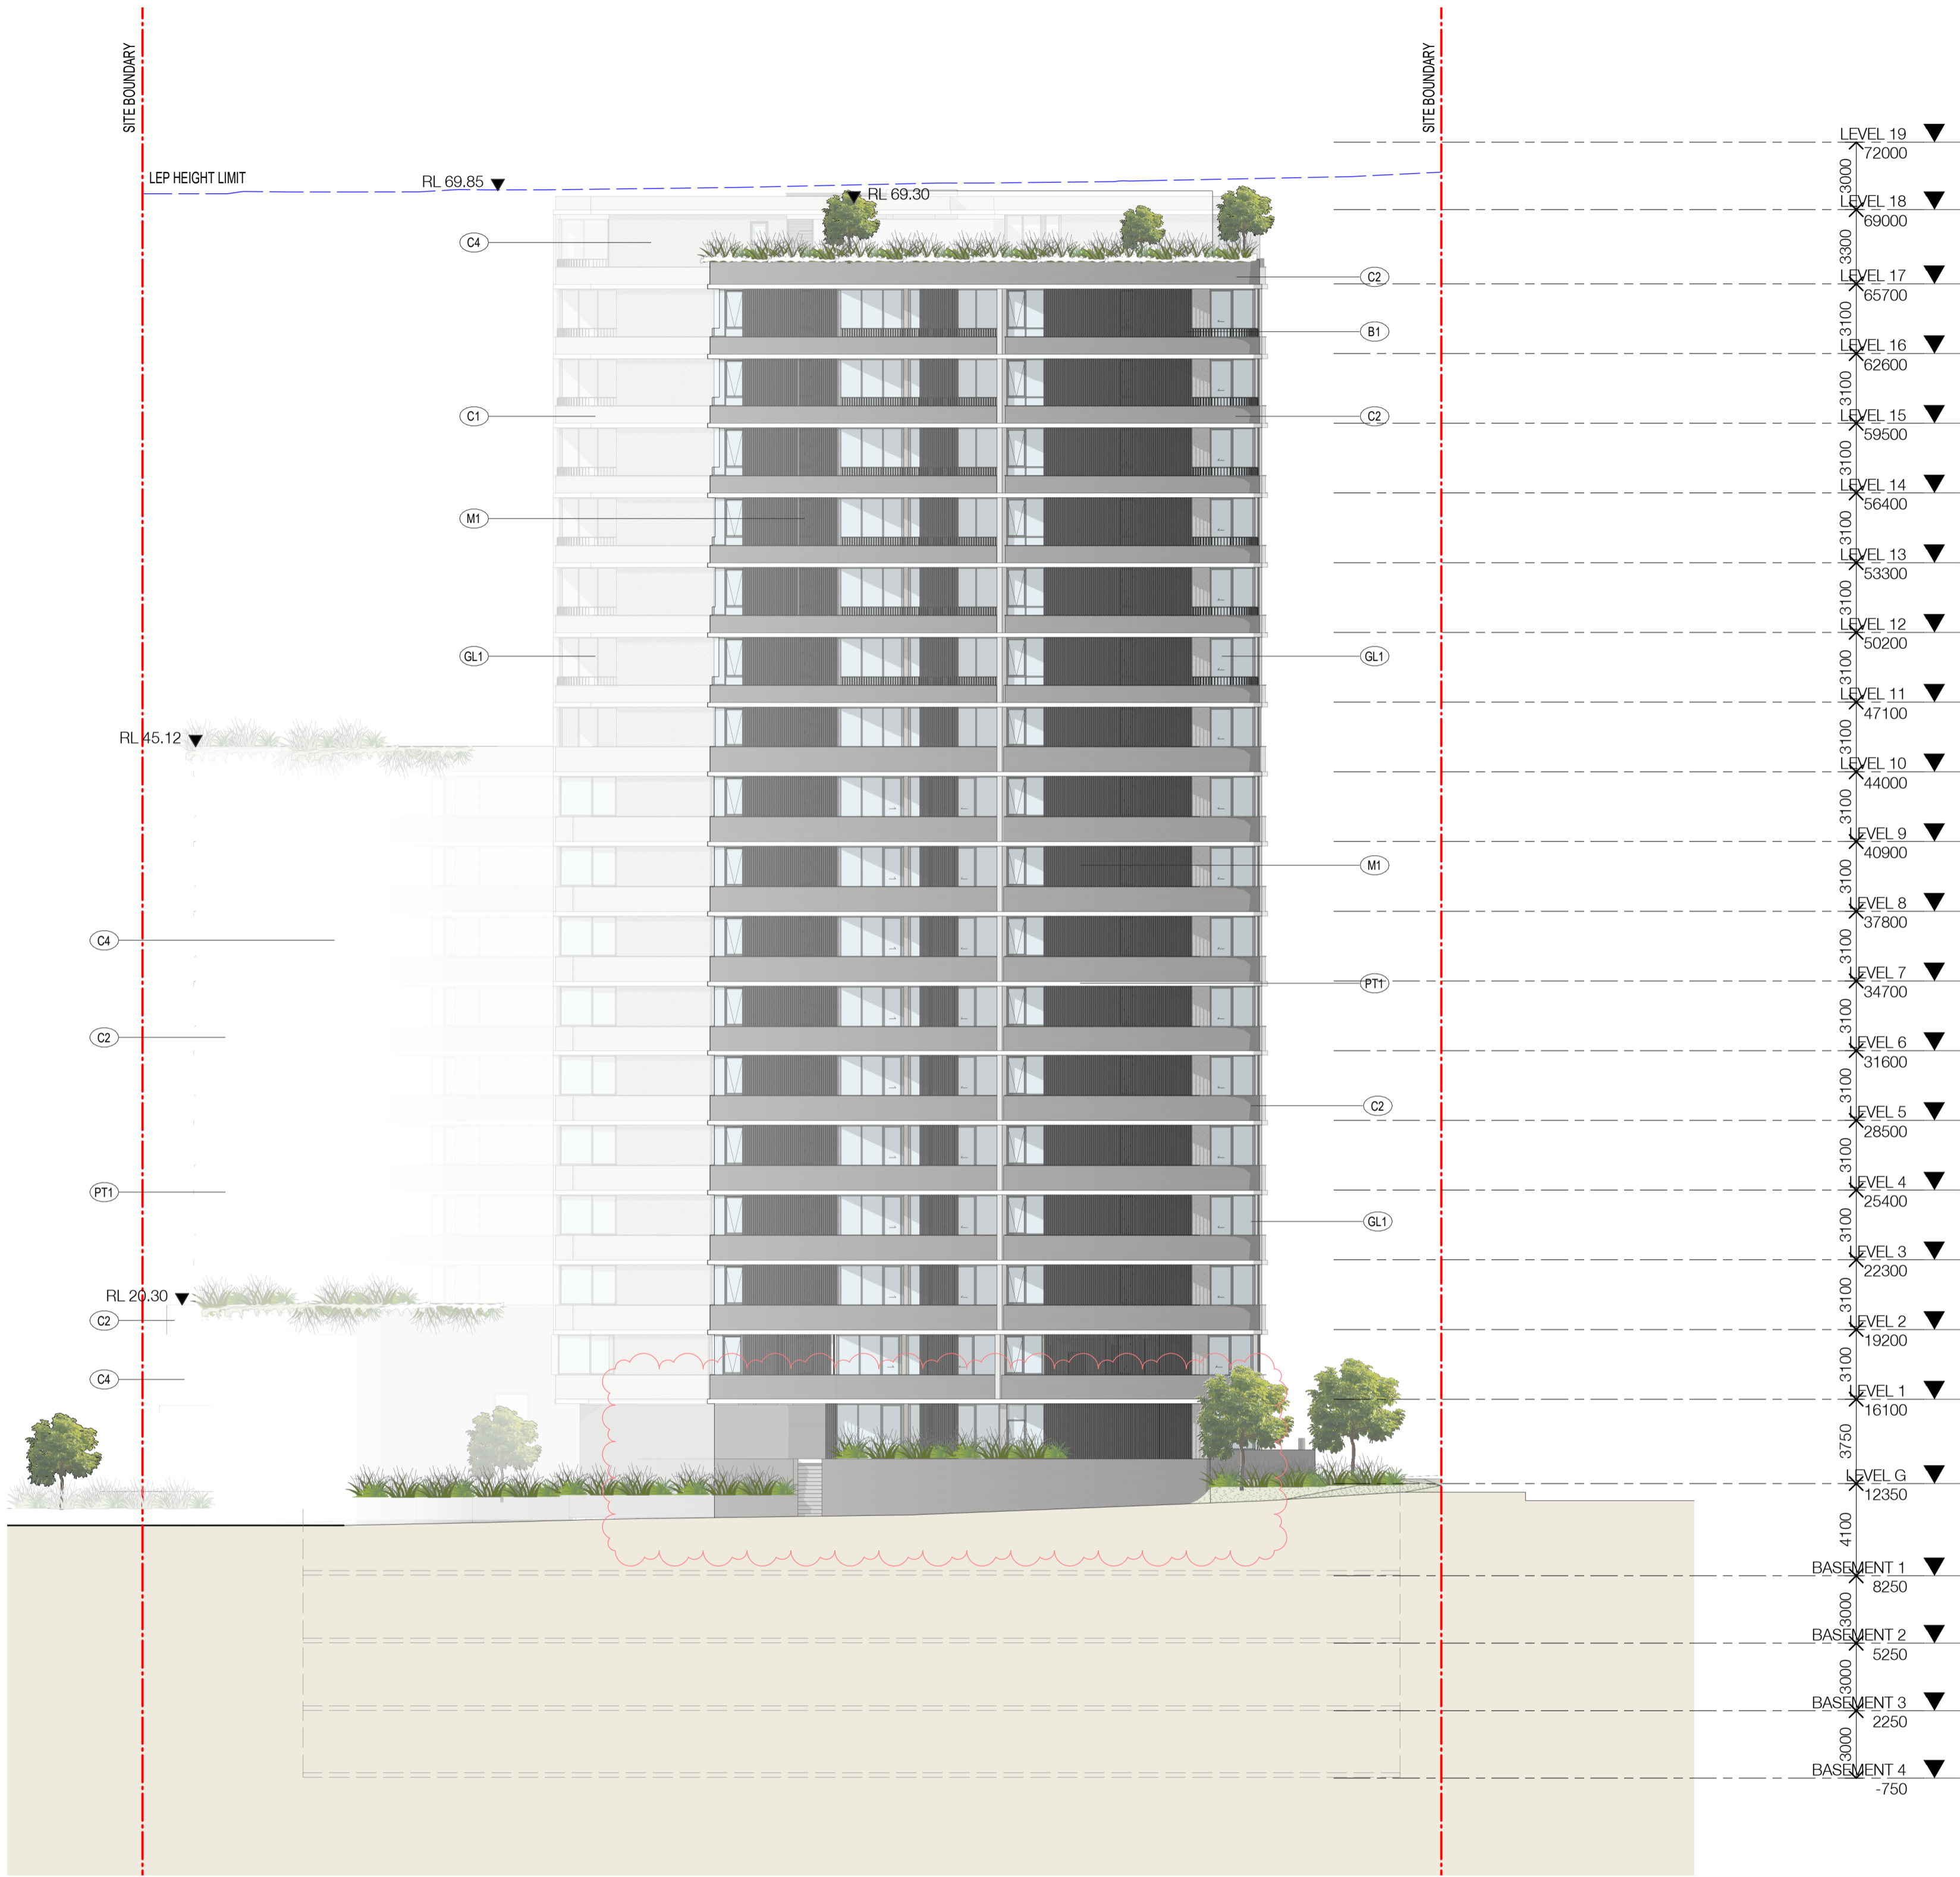 SITE BOUNDARY
SITE BOUNDARY
LEP HEIGHT LIMIT
RL 69.85
RL 69.30
C4
C2
B1
C1
C2
M1
GL1
GL1
RL 45.12
M1
C4
PT1
C2
C2
PT1
GL1
RL 20.30
C2
C4
LEVEL 19
72000
3000
LEVEL 18
69000
3300
LEVEL 17
65700
3100
LEVEL 16
62600
3100
LEVEL 15
59500
3100
LEVEL 14
56400
3100
LEVEL 13
53300
3100
LEVEL 12
50200
3100
LEVEL 11
47100
3100
LEVEL 10
44000
3100
LEVEL 9
40900
3100
LEVEL 8
37800
3100
LEVEL 7
34700
3100
LEVEL 6
31600
3100
LEVEL 5
28500
3100
LEVEL 4
25400
3100
LEVEL 3
22300
3100
LEVEL 2
19200
3100
LEVEL 1
16100
3750
LEVEL G
12350
4100
BASEMENT 1
8250
3000
BASEMENT 2
5250
3000
BASEMENT 3
2250
3000
BASEMENT 4
-750